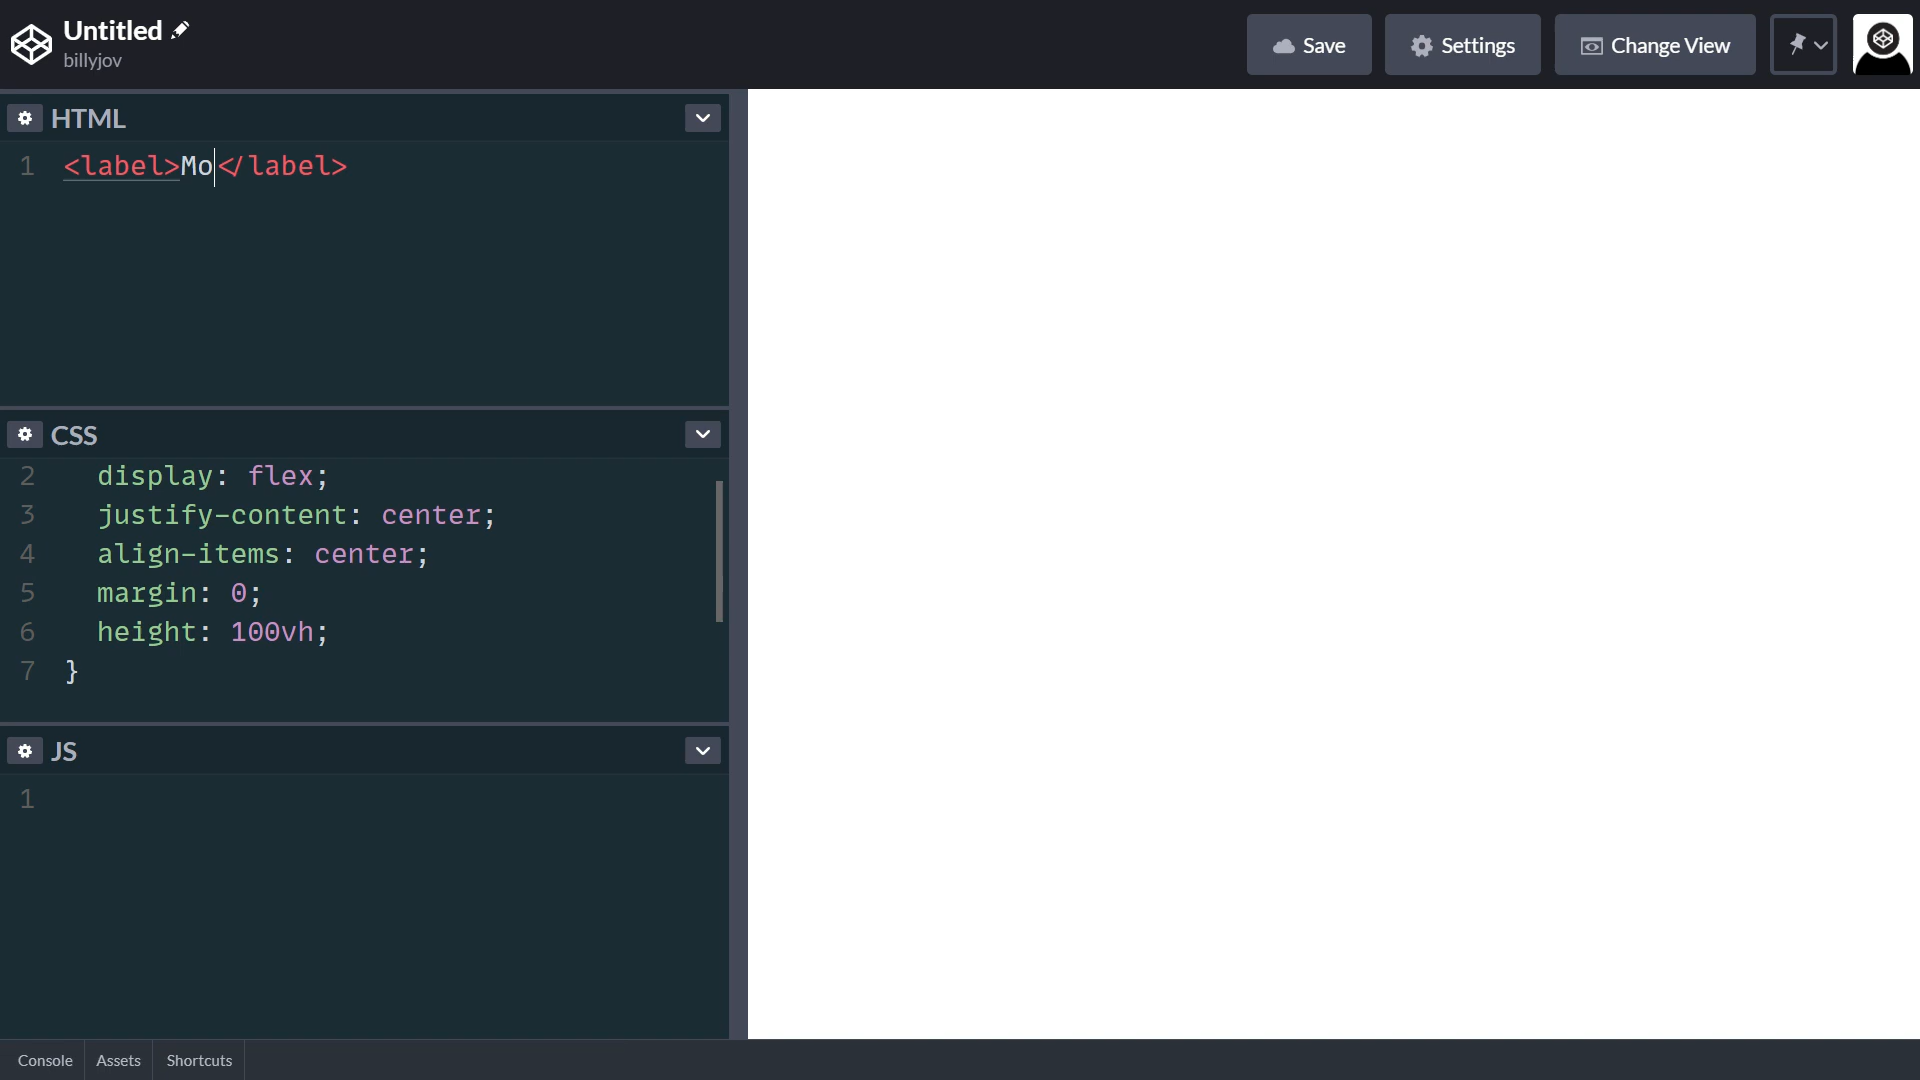 Untitled
billyjov
Save
Settings
Change View
HTML
1 <label>Mo</label>
CSS
2 display: flex;
3 justify-content: center;
4 align-items: center;
5 margin: 0;
6 height: 100vh;
7 }
JS
1
Console Assets Shortcuts